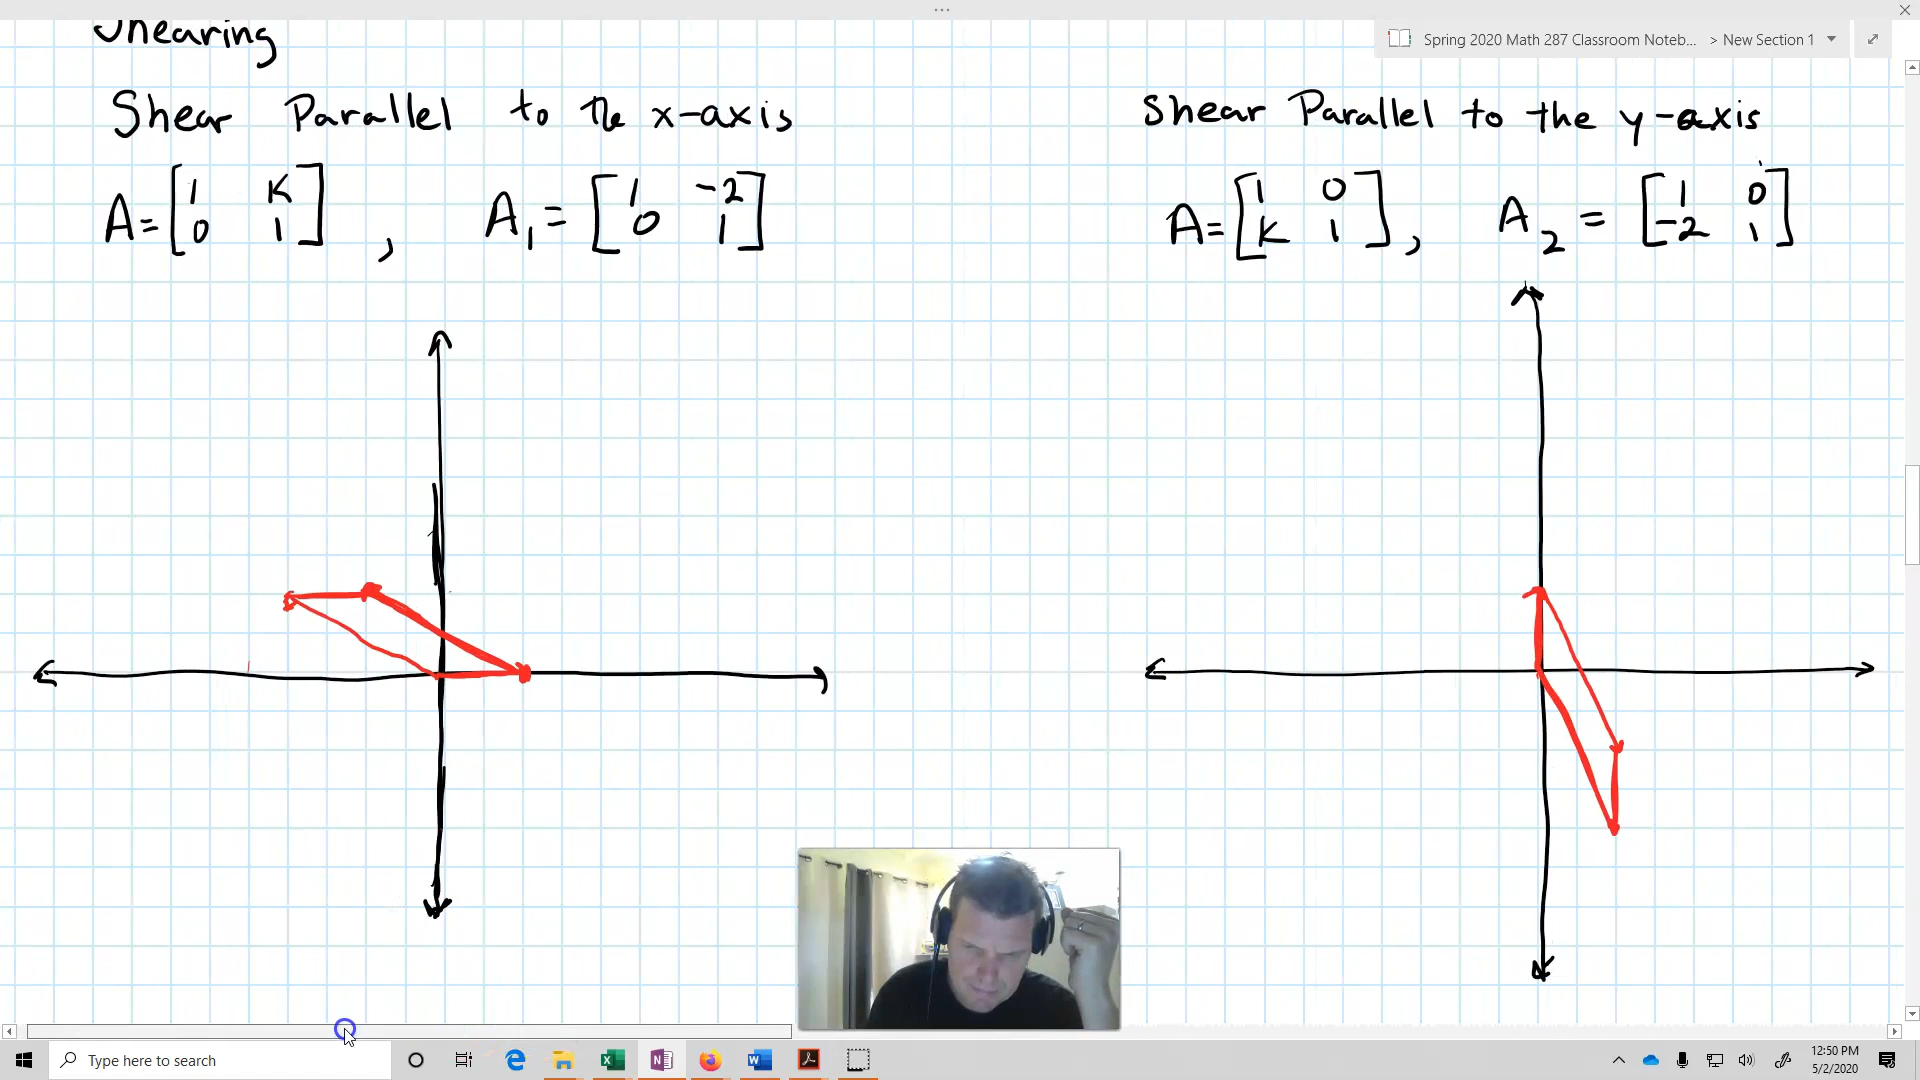 Spring 2020 Math 287 Classroom Noteb... > New Section 1
Shearing
Shear Parallel to the x-axis
A = [1 K
0 1] , A1 = [1 -2
0 1]
Shear Parallel to the y-axis
A = [1 0
K 1] , A2 = [1 0
-2 1]
Type here to search
12:50 PM
5/2/2020